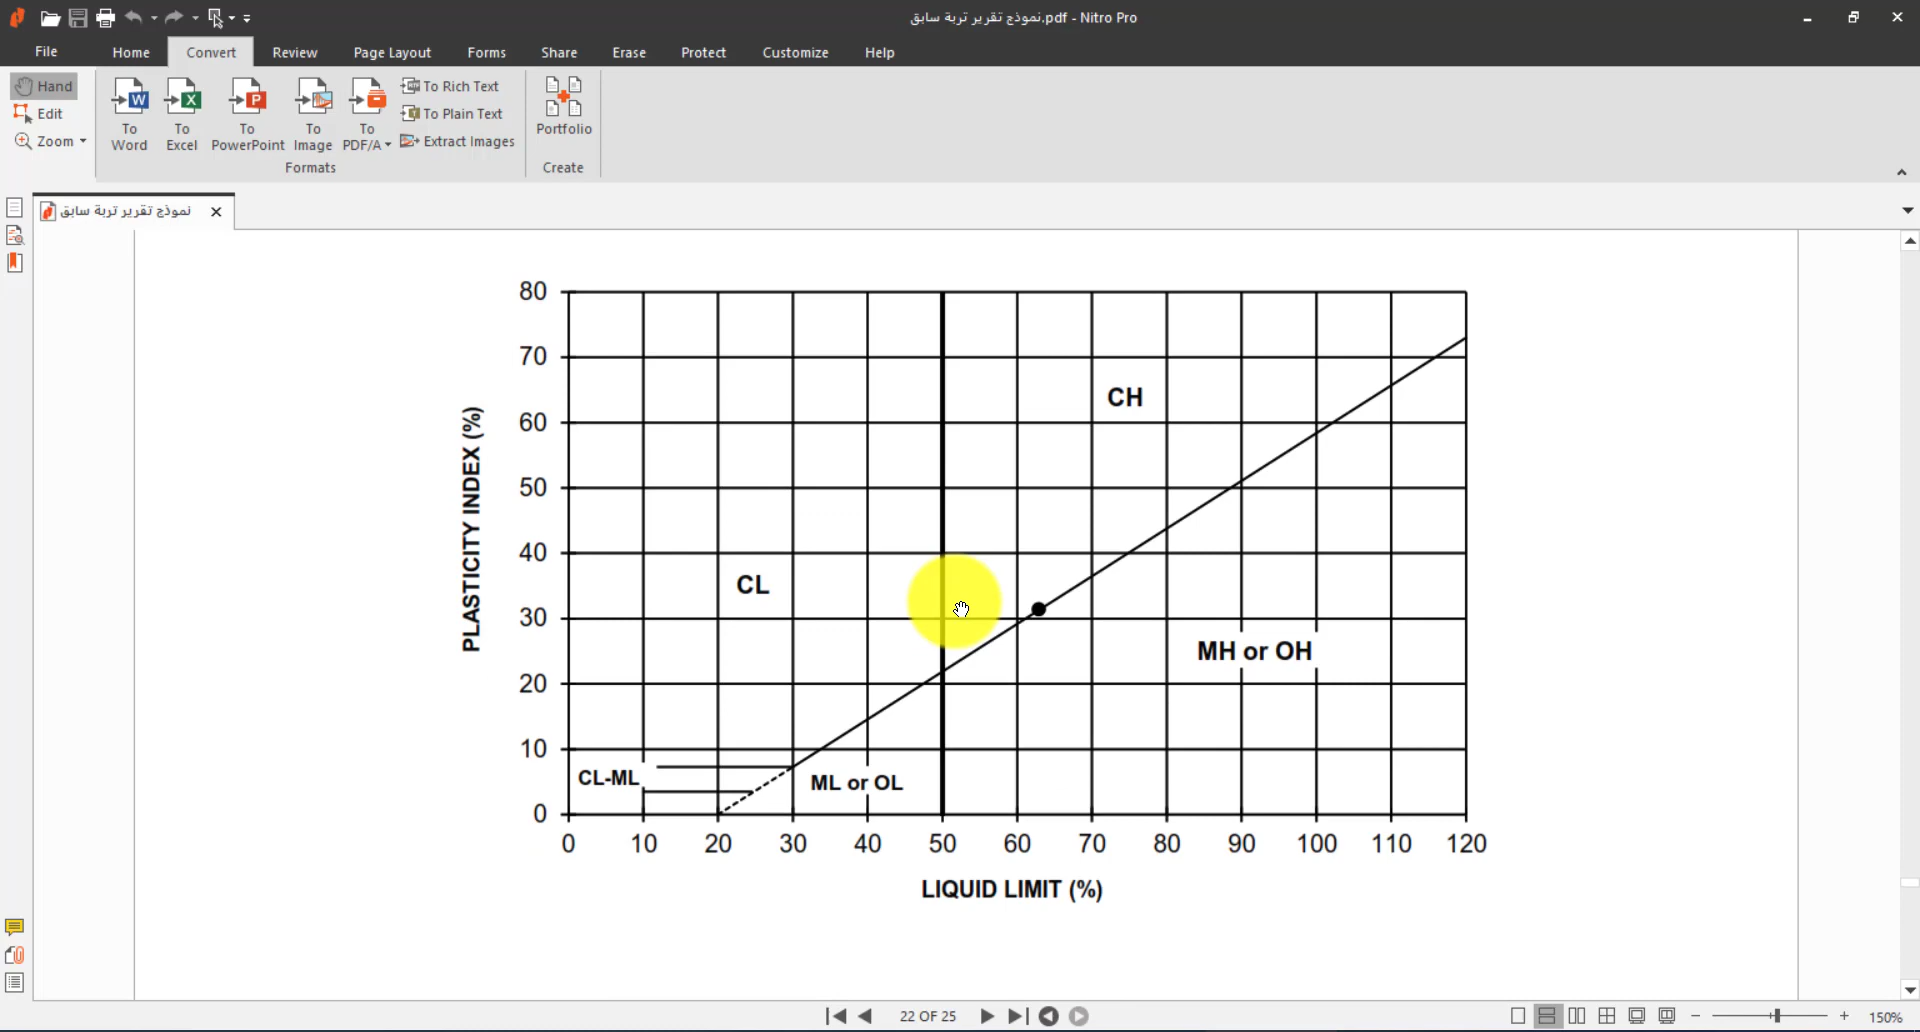 نموذج تقرير تربة سابق.pdf - Nitro Pro
File Home Convert Review Page Layout Forms Share Erase Protect Customize Help
Hand
Edit
Zoom
To Word
To Excel
To PowerPoint
To Image
To PDF/A
To Rich Text
To Plain Text
Extract Images
Formats
Portfolio
Create
نموذج تقرير تربة سابق
PLASTICITY INDEX (%)
80
70
60
50
40
30
20
10
0
CH
CL
MH or OH
CL-ML
ML or OL
0 10 20 30 40 50 60 70 80 90 100 110 120
LIQUID LIMIT (%)
22 OF 25
150%